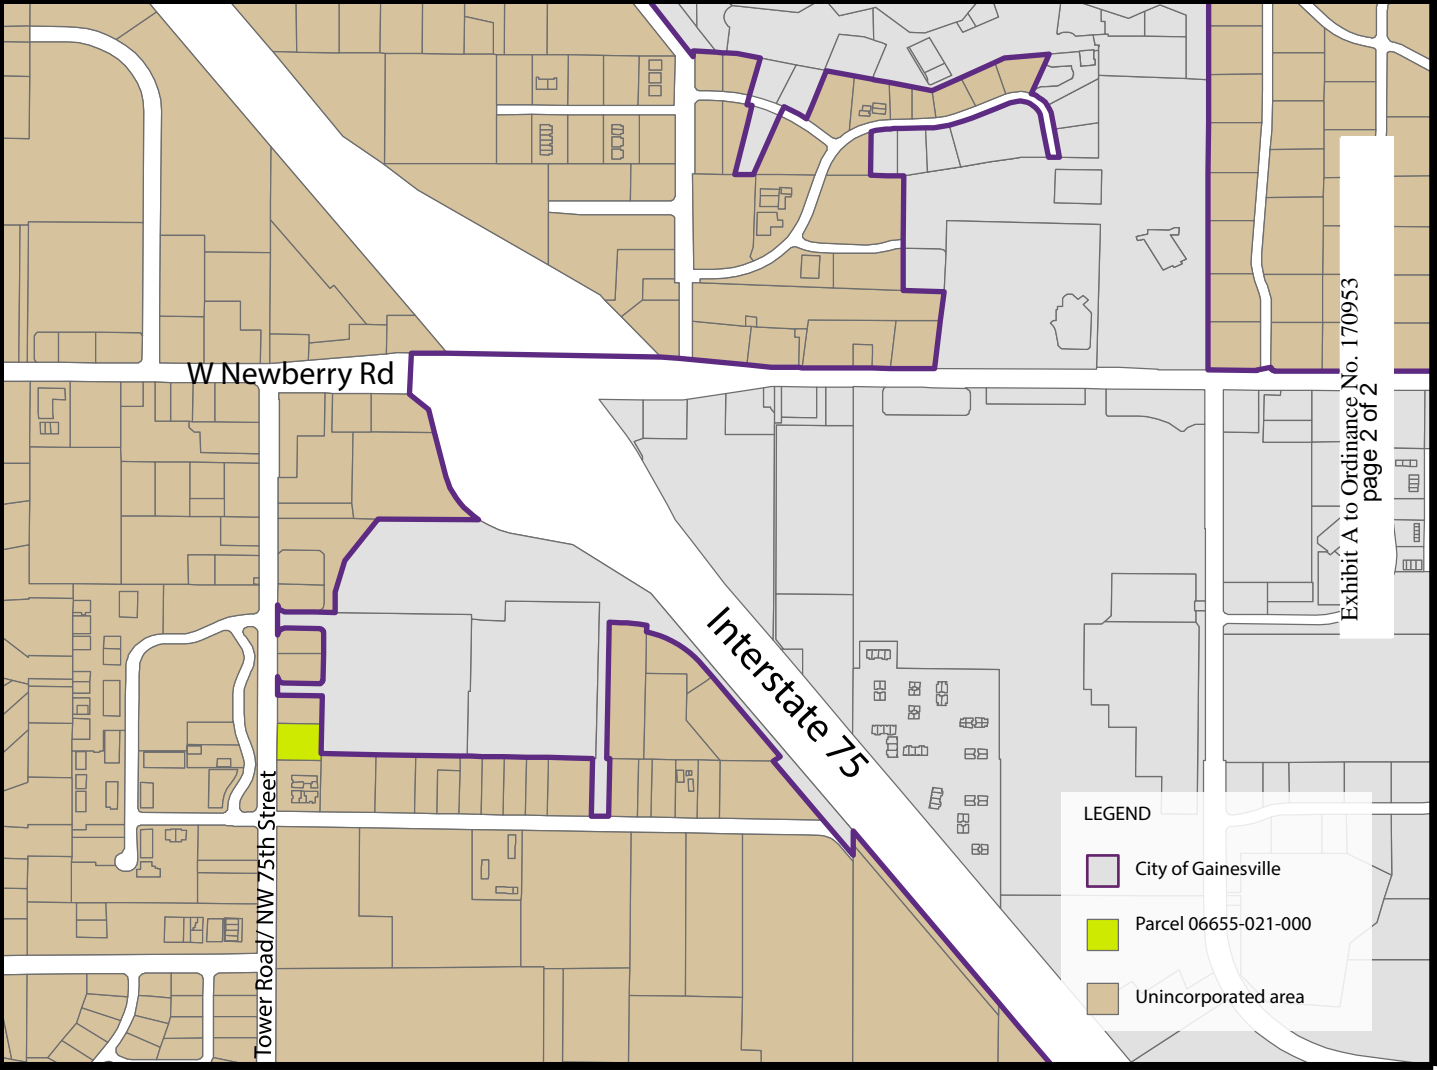 W Newberry Rd
Interstate 75
Tower Road/ NW 75th Street
Exhibit A to Ordinance No. 170953
page 2 of 2
LEGEND
City of Gainesville
Parcel 06655-021-000
Unincorporated area